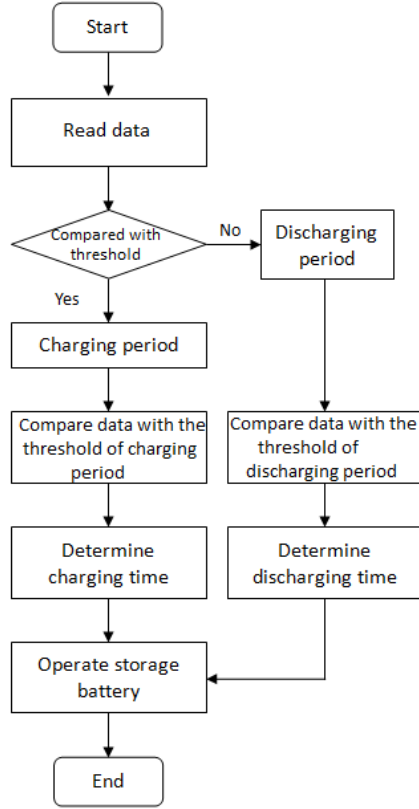 Start
Read data
Compared with
threshold
No
Discharging
period
Yes
Charging period
Compare data with the
threshold of charging
period
Compare data with the
threshold of
discharging period
Determine
charging time
Determine
discharging time
Operate storage
battery
End